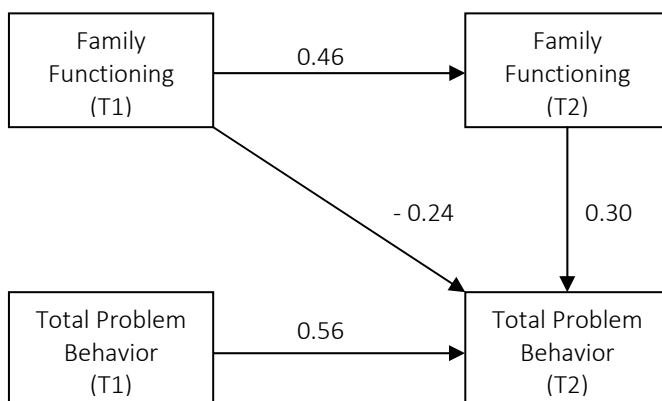 Family
Functioning
(T1)
0.46
Family
Functioning
(T2)
- 0.24
0.30
Total Problem
Behavior
(T1)
0.56
Total Problem
Behavior
(T2)